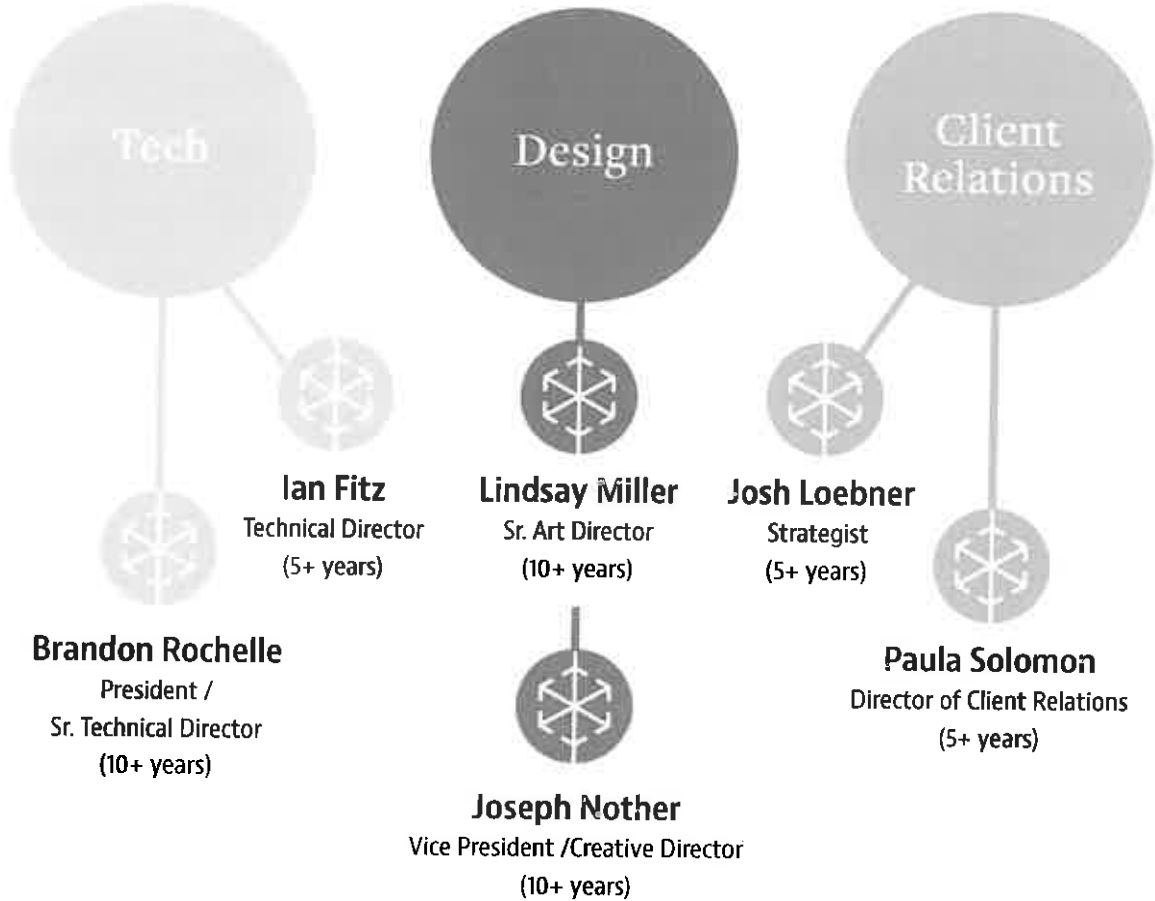 Tech
Design
Client
Relations
Ian Fitz
Technical Director
(5+ years)
Lindsay Miller
Sr. Art Director
(10+ years)
Josh Loebner
Strategist
(5+ years)
Brandon Rochelle
President /
Sr. Technical Director
(10+ years)
Paula Solomon
Director of Client Relations
(5+ years)
Joseph Nother
Vice President /Creative Director
(10+ years)